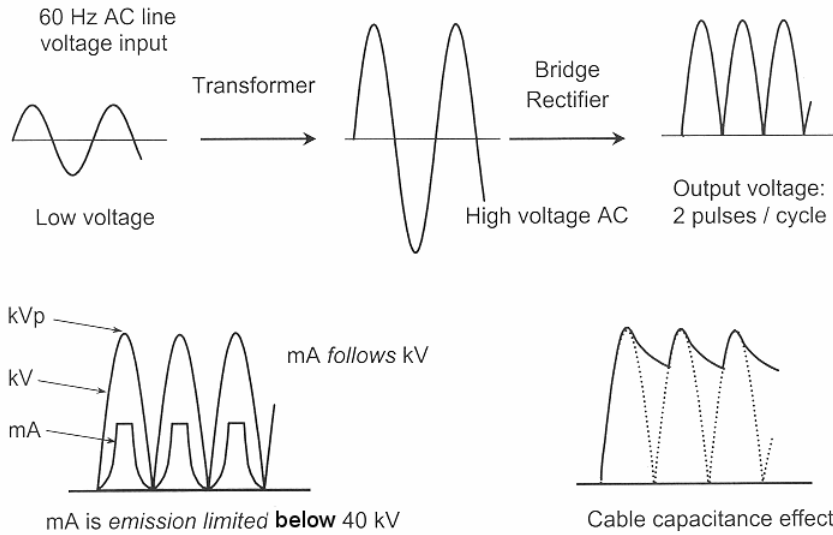 60 Hz AC line
voltage input
Transformer
Bridge
Rectifier
Low voltage
High voltage AC
Output voltage:
2 pulses / cycle
kVp
kV
mA
mA follows kV
mA is emission limited below 40 kV
Cable capacitance effect